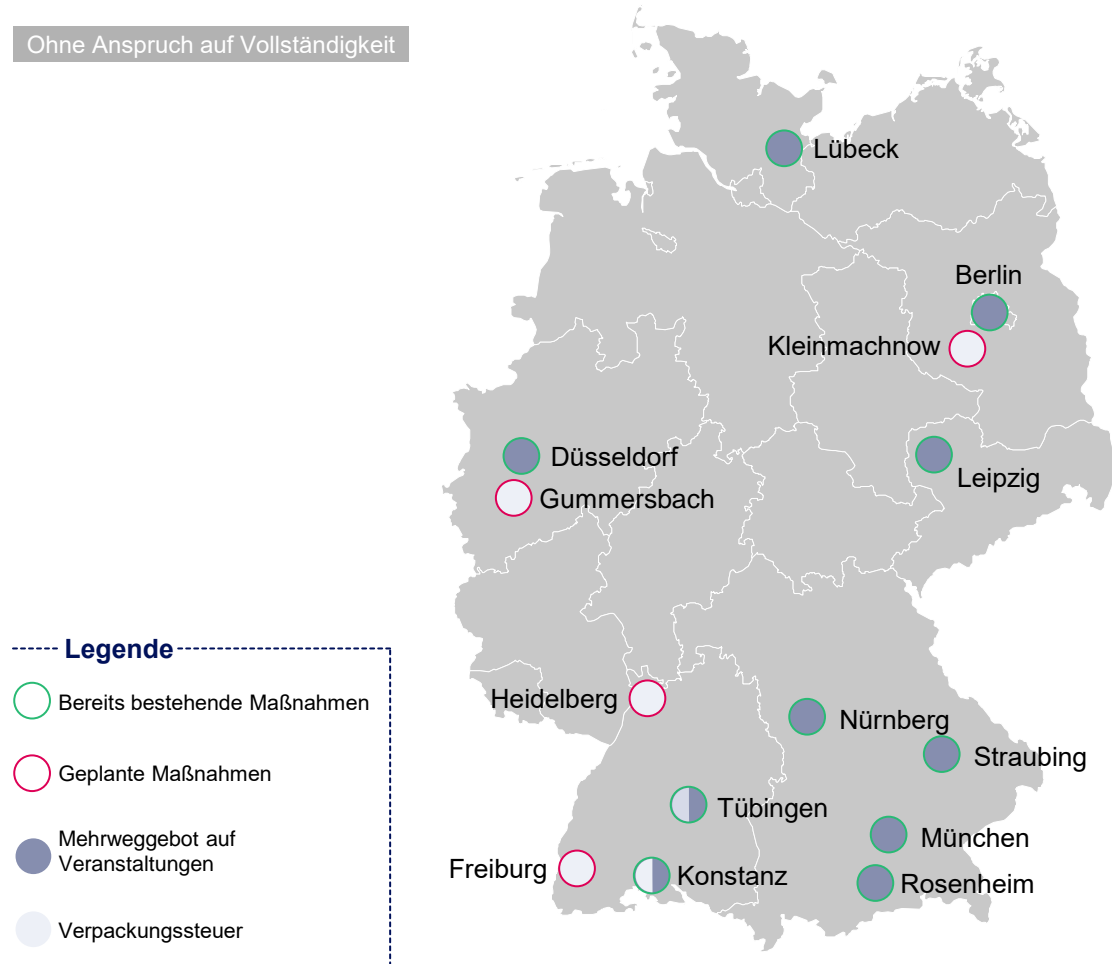 Ohne Anspruch auf Vollständigkeit
Lübeck
Berlin
Kleinmachnow
Düsseldorf
Leipzig
Gummersbach
Legende
Bereits bestehende Maßnahmen
Geplante Maßnahmen
Mehrweggebot auf
Veranstaltungen
Verpackungssteuer
Heidelberg
Nürnberg
Straubing
Tübingen
München
Freiburg
Konstanz
Rosenheim